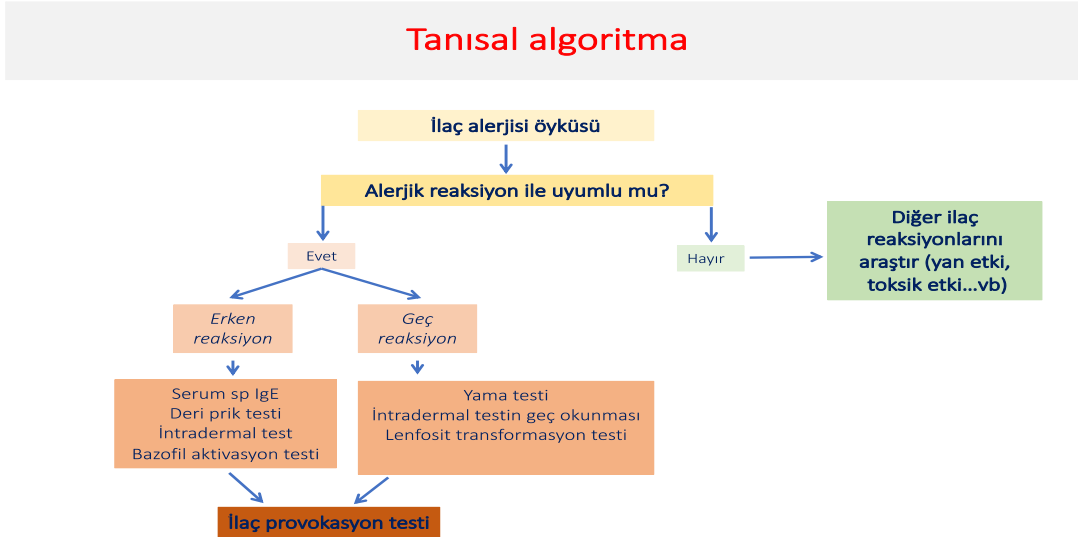 Tanısal algoritma
İlaç alerjisi öyküsü
Alerjik reaksiyon ile uyumlu mu?
Evet
Hayır
Diğer ilaç
reaksiyonlarını
araştır (yan etki,
toksik etki...vb)
Erken
reaksiyon
Geç
reaksiyon
Serum sp IgE
Deri prik testi
İntradermal test
Bazofil aktivasyon testi
Yama testi
İntradermal testin geç okunması
Lenfosit transformasyon testi
İlaç provokasyon testi